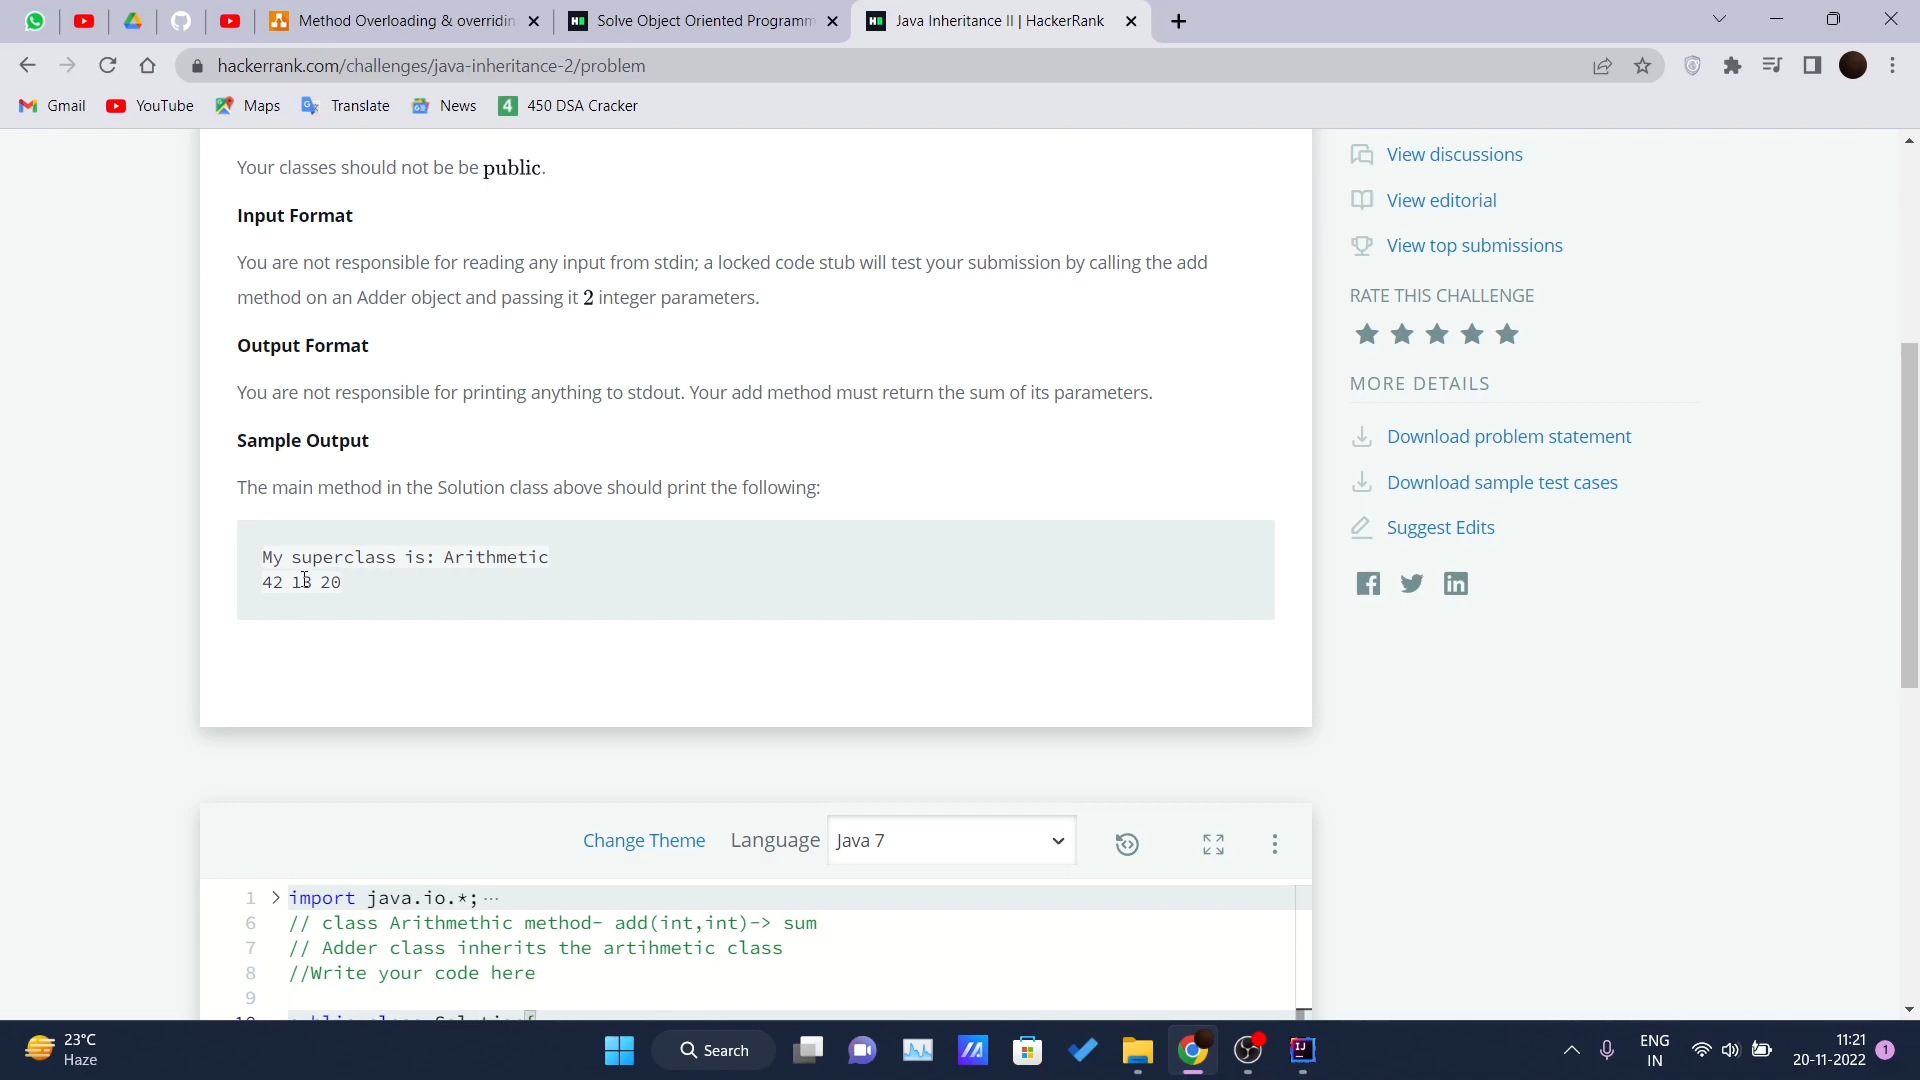 Method Overloading & overridin
Solve Object Oriented Programm
Java Inheritance II | HackerRank
hackerrank.com/challenges/java-inheritance-2/problem
Gmail
YouTube
Maps
Translate
News
4
450 DSA Cracker
Your classes should not be be public.
Input Format
You are not responsible for reading any input from stdin; a locked code stub will test your submission by calling the add
method on an Adder object and passing it 2 integer parameters.
Output Format
You are not responsible for printing anything to stdout. Your add method must return the sum of its parameters.
Sample Output
The main method in the Solution class above should print the following:
My superclass is: Arithmetic
42 13 20
View discussions
View editorial
View top submissions
RATE THIS CHALLENGE
MORE DETAILS
Download problem statement
Download sample test cases
Suggest Edits
Change Theme Language Java 7
1 import java.io.*; ...
6 // class Arithmethic method- add(int,int)-> sum
7 // Adder class inherits the artihmetic class
8 //Write your code here
9
23°C
Haze
Search
ENG
IN
11:21
20-11-2022
1